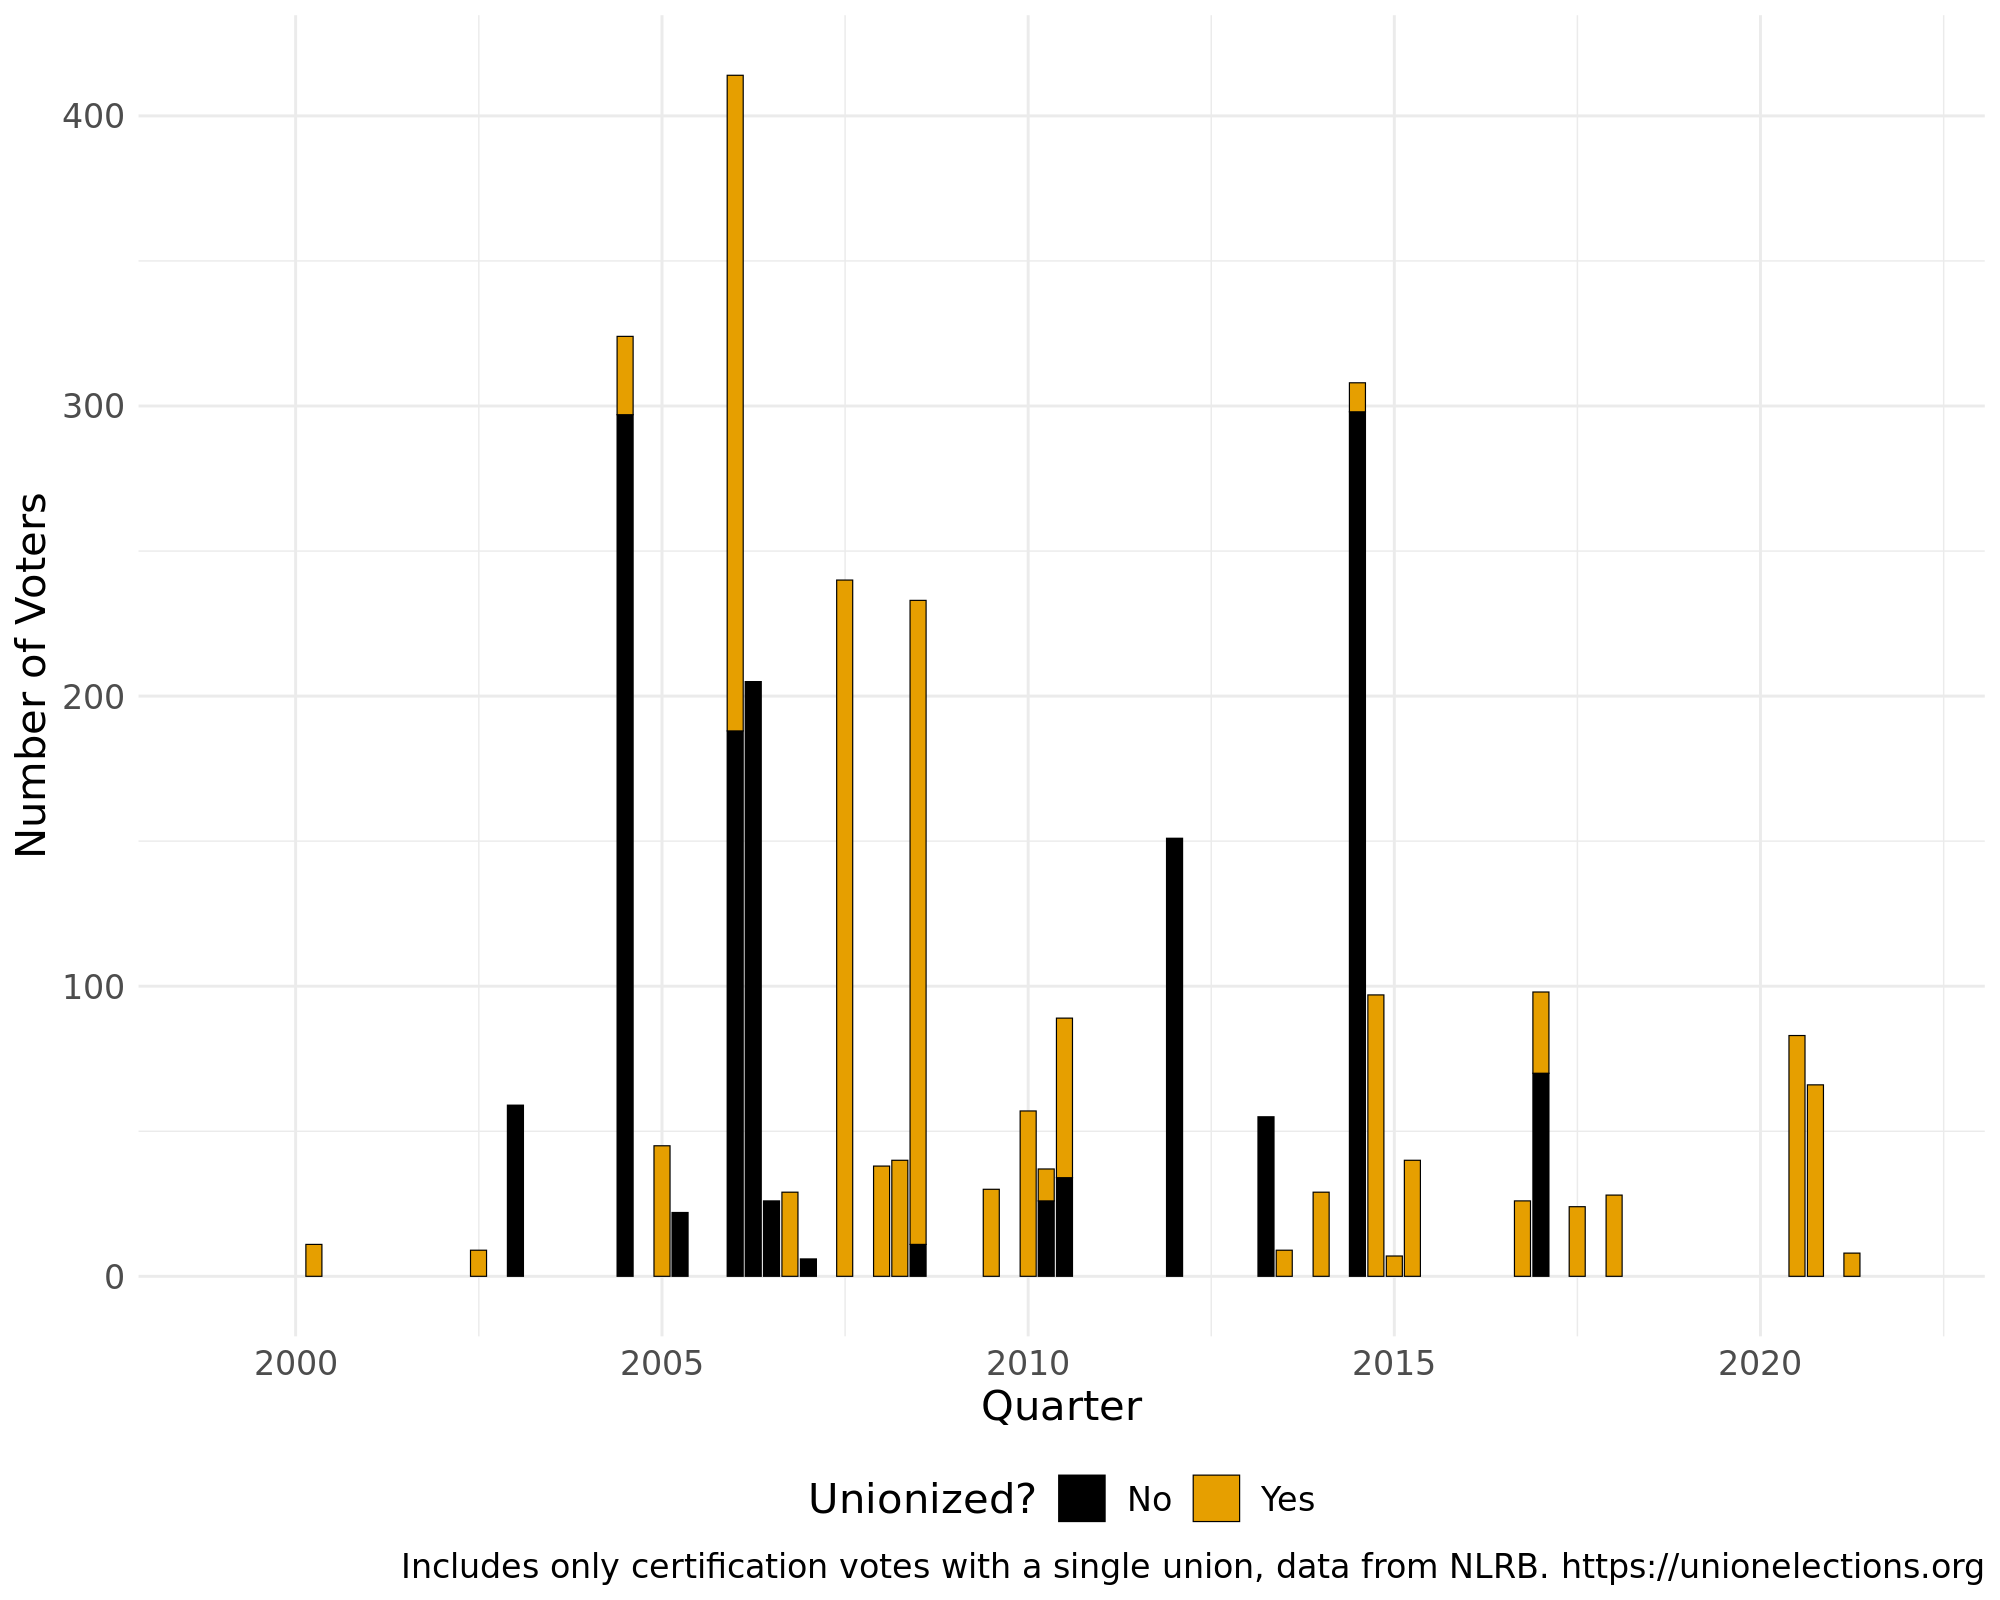 400
300
200
100
0
Number of Voters
2000 2005 2010 2015 2020
Quarter
Unionized? No Yes
Includes only certification votes with a single union, data from NLRB. https://unionelections.org